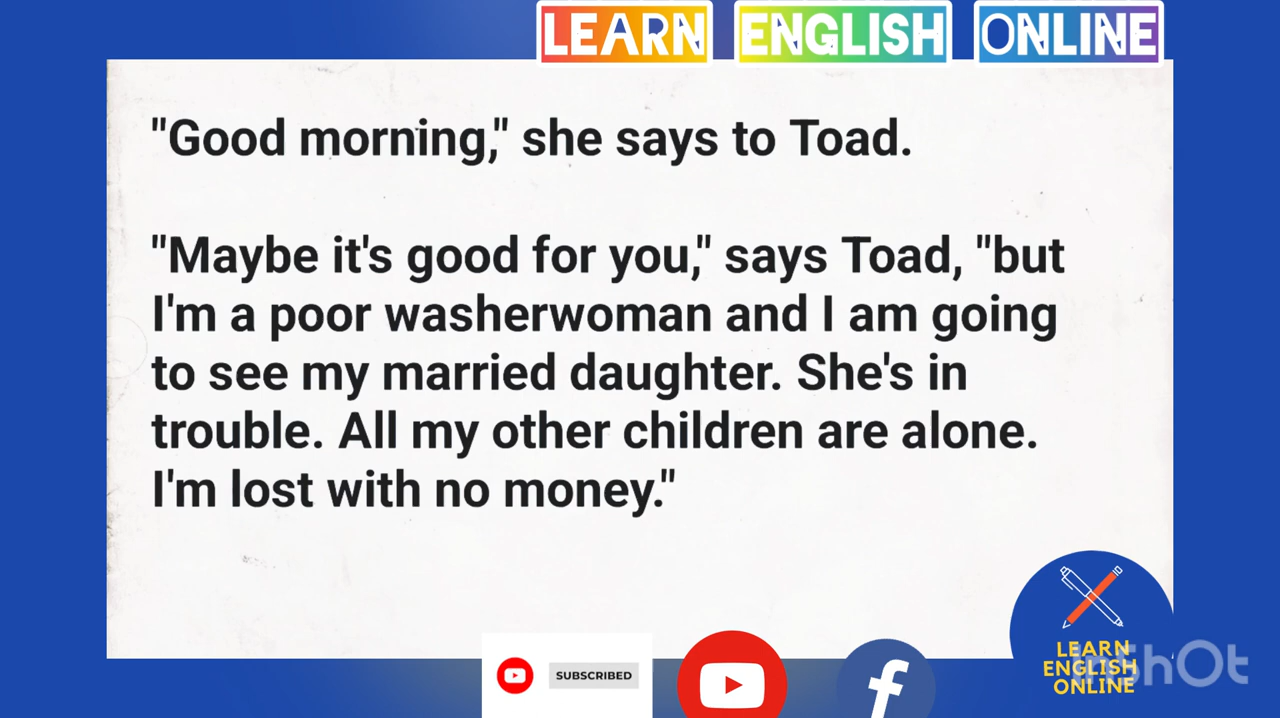 LEARN ENGLISH ONLINE
"Good morning," she says to Toad.
"Maybe it's good for you," says Toad, "but
I'm a poor washerwoman and I am going
to see my married daughter. She's in
trouble. All my other children are alone.
I'm lost with no money."
SUBSCRIBED
LEARN
ENGLISH
ONLINE